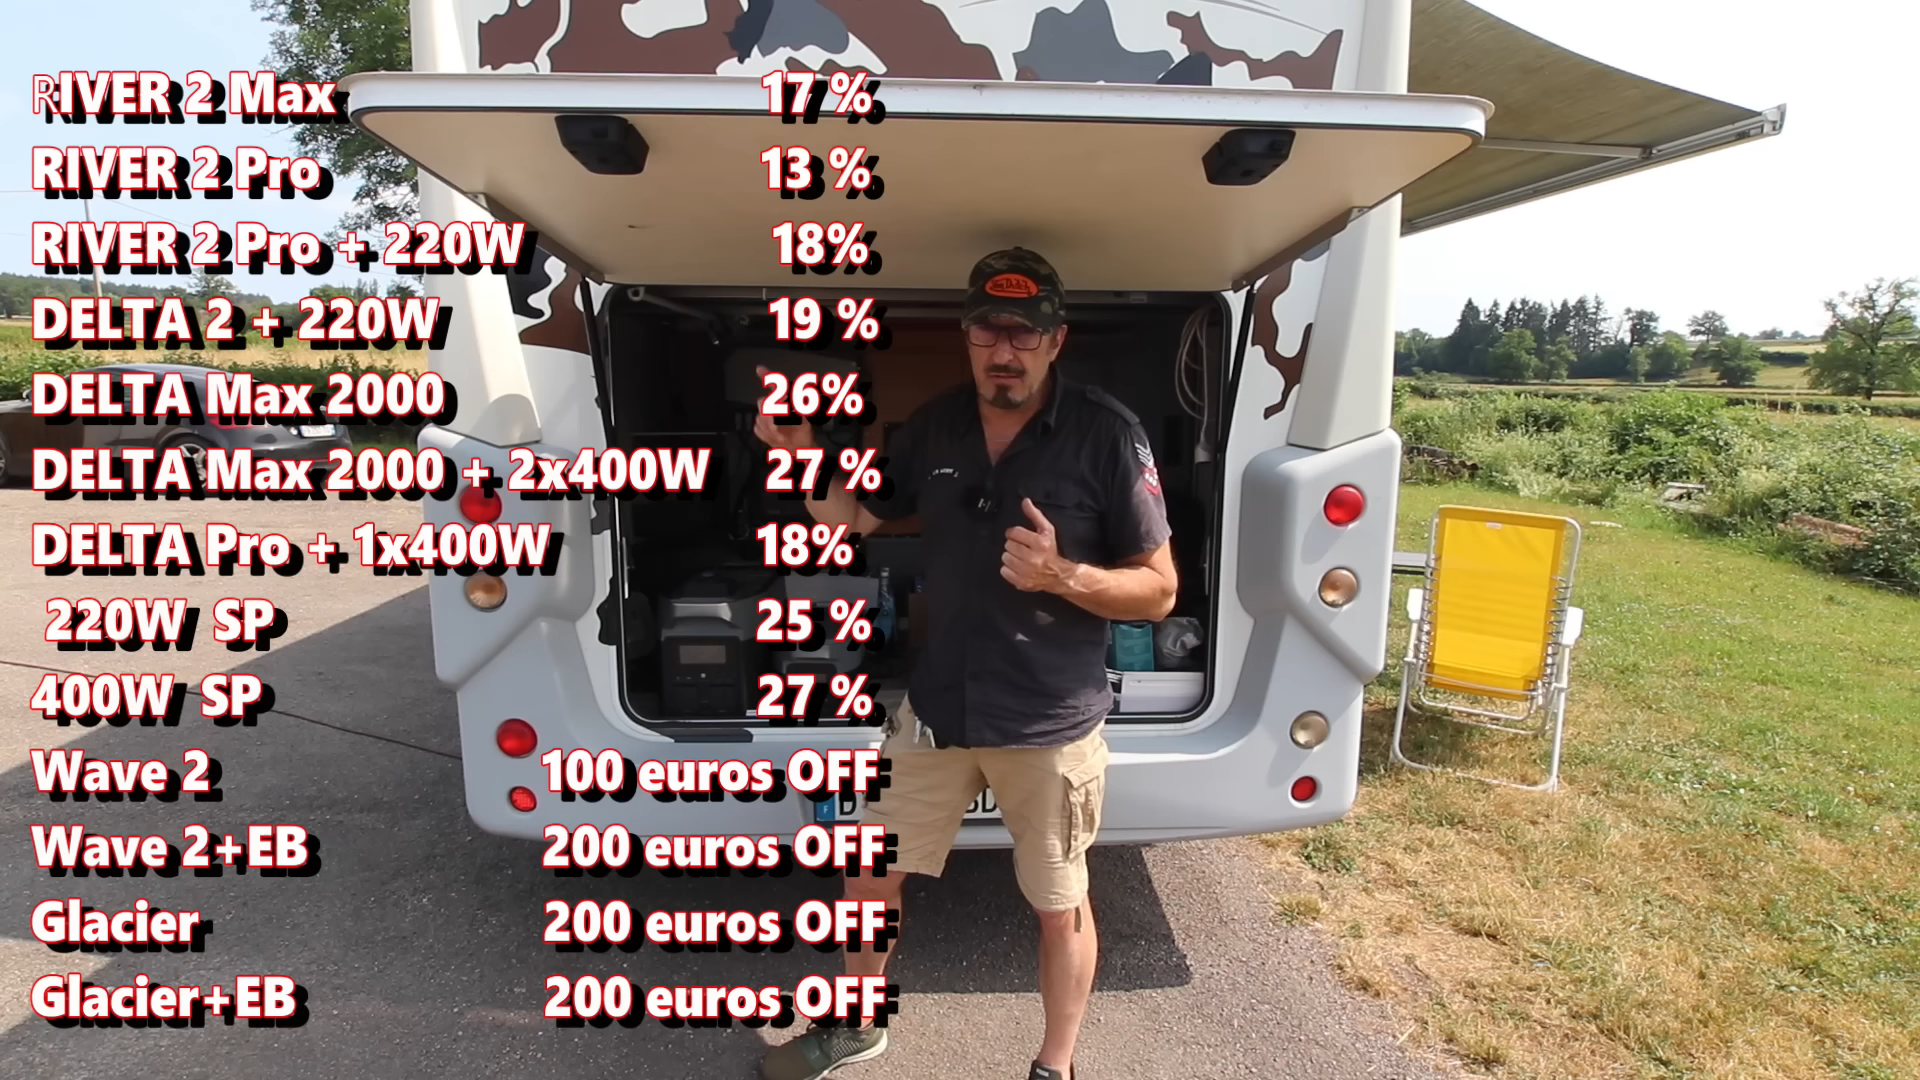 RIVER 2 Max 17 %
RIVER 2 Pro 13 %
RIVER 2 Pro + 220W 18%
DELTA 2 + 220W 19 %
DELTA Max 2000 26%
DELTA Max 2000 + 2x400W 27 %
DELTA Pro + 1x400W 18%
220W SP 25 %
400W SP 27 %
Wave 2 100 euros OFF
Wave 2+EB 200 euros OFF
Glacier 200 euros OFF
Glacier+EB 200 euros OFF
Von Dutch